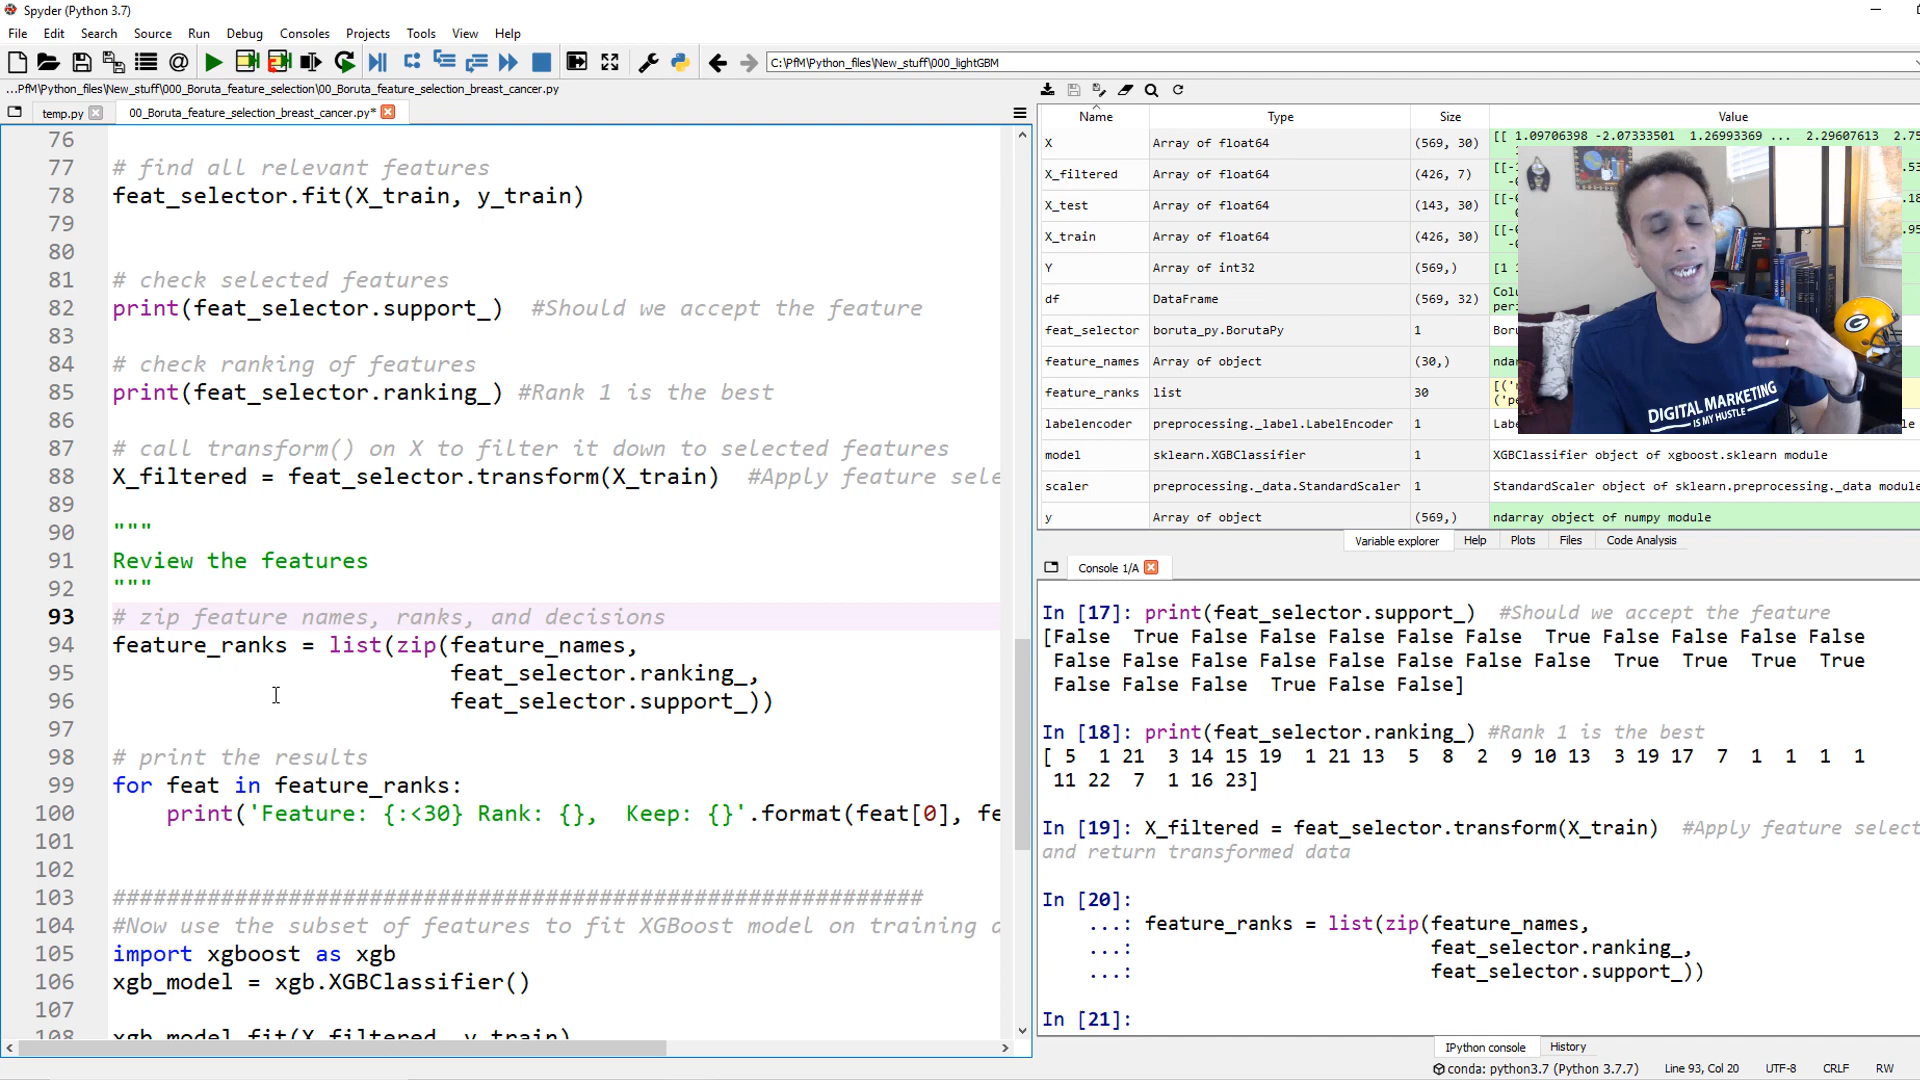 Spyder (Python 3.7)
File Edit Search Source Run Debug Consoles Projects Tools View Help
C:\PfM\Python_files\New_stuff\000_lightGBM
...PfM\Python_files\New_stuff\000_Boruta_feature_selection\00_Boruta_feature_selection_breast_cancer.py
temp.py 00_Boruta_feature_selection_breast_cancer.py*
76
77 # find all relevant features
78 feat_selector.fit(X_train, y_train)
79
80
81 # check selected features
82 print(feat_selector.support_)  #Should we accept the feature
83
84 # check ranking of features
85 print(feat_selector.ranking_) #Rank 1 is the best
86
87 # call transform() on X to filter it down to selected features
88 X_filtered = feat_selector.transform(X_train)  #Apply feature sele
89
90 """
91 Review the features
92 """
93 # zip feature names, ranks, and decisions
94 feature_ranks = list(zip(feature_names,
95 feat_selector.ranking_,
96 feat_selector.support_))
97
98 # print the results
99 for feat in feature_ranks:
100 print('Feature: {:<30} Rank: {},  Keep: {}'.format(feat[0], fe
101
102
103 ############################################################
104 #Now use the subset of features to fit XGBoost model on training d
105 import xgboost as xgb
106 xgb_model = xgb.XGBClassifier()
107
108 xgb_model.fit(X_filtered, y_train)
Name Type Size Value
X Array of float64 (569, 30) [[ 1.09706398 -2.07333501 1.26993369 ... 2.29607613 2.75
X_filtered Array of float64 (426, 7) [[-
X_test Array of float64 (143, 30) [[-
X_train Array of float64 (426, 30) [[-
Y Array of int32 (569,) [1 1
df DataFrame (569, 32) Colu
peri
feat_selector boruta_py.BorutaPy 1 Boru
feature_names Array of object (30,) ndar
feature_ranks list 30 [('m
('pe
labelencoder preprocessing._label.LabelEncoder 1 Labe
model sklearn.XGBClassifier 1 XGBClassifier object of xgboost.sklearn module
scaler preprocessing._data.StandardScaler 1 StandardScaler object of sklearn.preprocessing._data module
y Array of object (569,) ndarray object of numpy module
DIGITAL MARKETING
IS MY HUSTLE
Variable explorer Help Plots Files Code Analysis
Console 1/A
In [17]: print(feat_selector.support_)  #Should we accept the feature
[False  True False False False False False  True False False False False
False False False False False False False False  True  True  True  True
False False False  True False False]
In [18]: print(feat_selector.ranking_) #Rank 1 is the best
[ 5  1 21  3 14 15 19  1 21 13  5  8  2  9 10 13  3 19 17  7  1  1  1  1
11 22  7  1 16 23]
In [19]: X_filtered = feat_selector.transform(X_train)  #Apply feature select
and return transformed data
In [20]:
...: feature_ranks = list(zip(feature_names,
...: feat_selector.ranking_,
...: feat_selector.support_))
In [21]:
IPython console History
conda: python3.7 (Python 3.7.7) Line 93, Col 20 UTF-8 CRLF RW